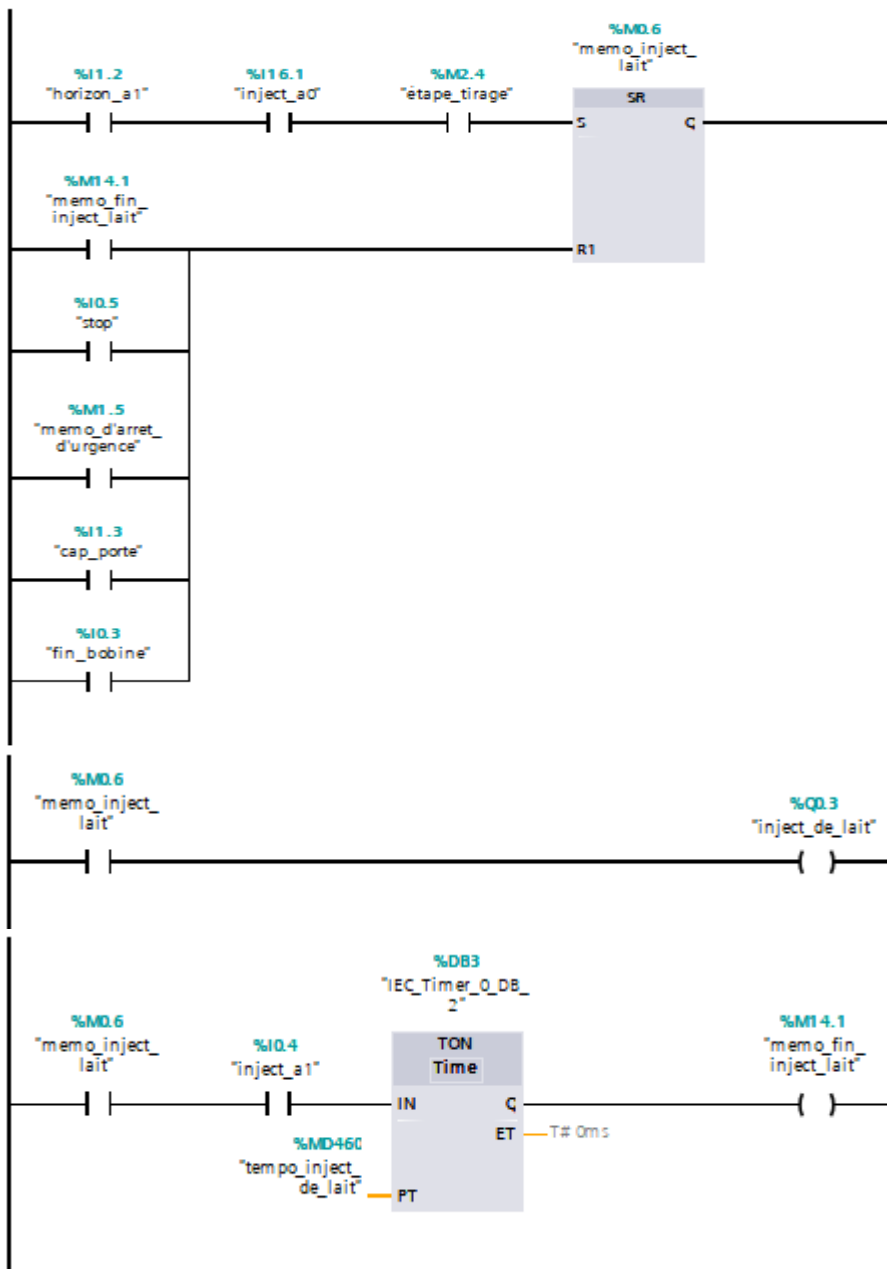 %M0.6
"memo_inject_
lait"
%I1.2
"horizon_a1"
%I16.1
"inject_a0"
%M2.4
"étape_tirage"
SR
S Q
%M14.1
"memo_fin_
inject_lait"
R1
%I0.5
"stop"
%M1.5
"memo_d'arret_
d'urgence"
%I1.3
"cap_porte"
%I0.3
"fin_bobine"
%M0.6
"memo_inject_
lait"
%Q0.3
"inject_de_lait"
%DB3
"IEC_Timer_0_DB_
2"
%M0.6
"memo_inject_
lait"
%I0.4
"inject_a1"
TON
Time
%M14.1
"memo_fin_
inject_lait"
IN Q
ET T# 0ms
%MD460
"tempo_inject_
de_lait"
PT